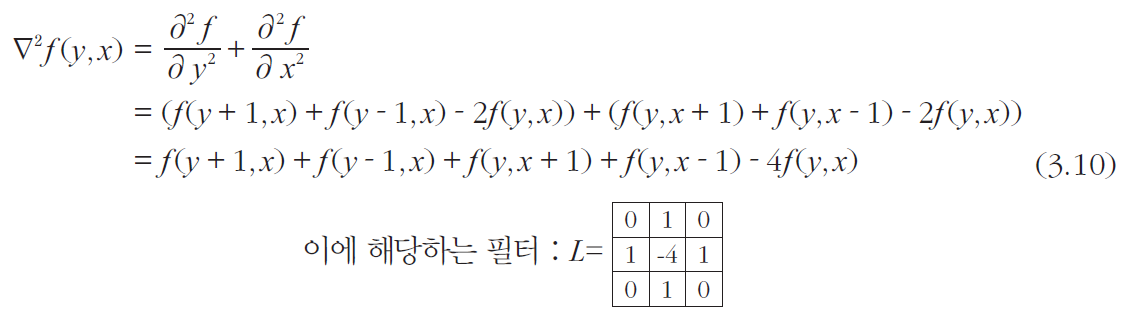 ∇²f(y,x) = ∂²f/∂y² + ∂²f/∂x²
= (f(y + 1,x) + f(y - 1,x) - 2f(y,x)) + (f(y,x + 1) + f(y,x - 1) - 2f(y,x))
= f(y + 1,x) + f(y - 1,x) + f(y,x + 1) + f(y,x - 1) - 4f(y,x) (3.10)
이에 해당하는 필터 : L=
0 1 0
1 -4 1
0 1 0